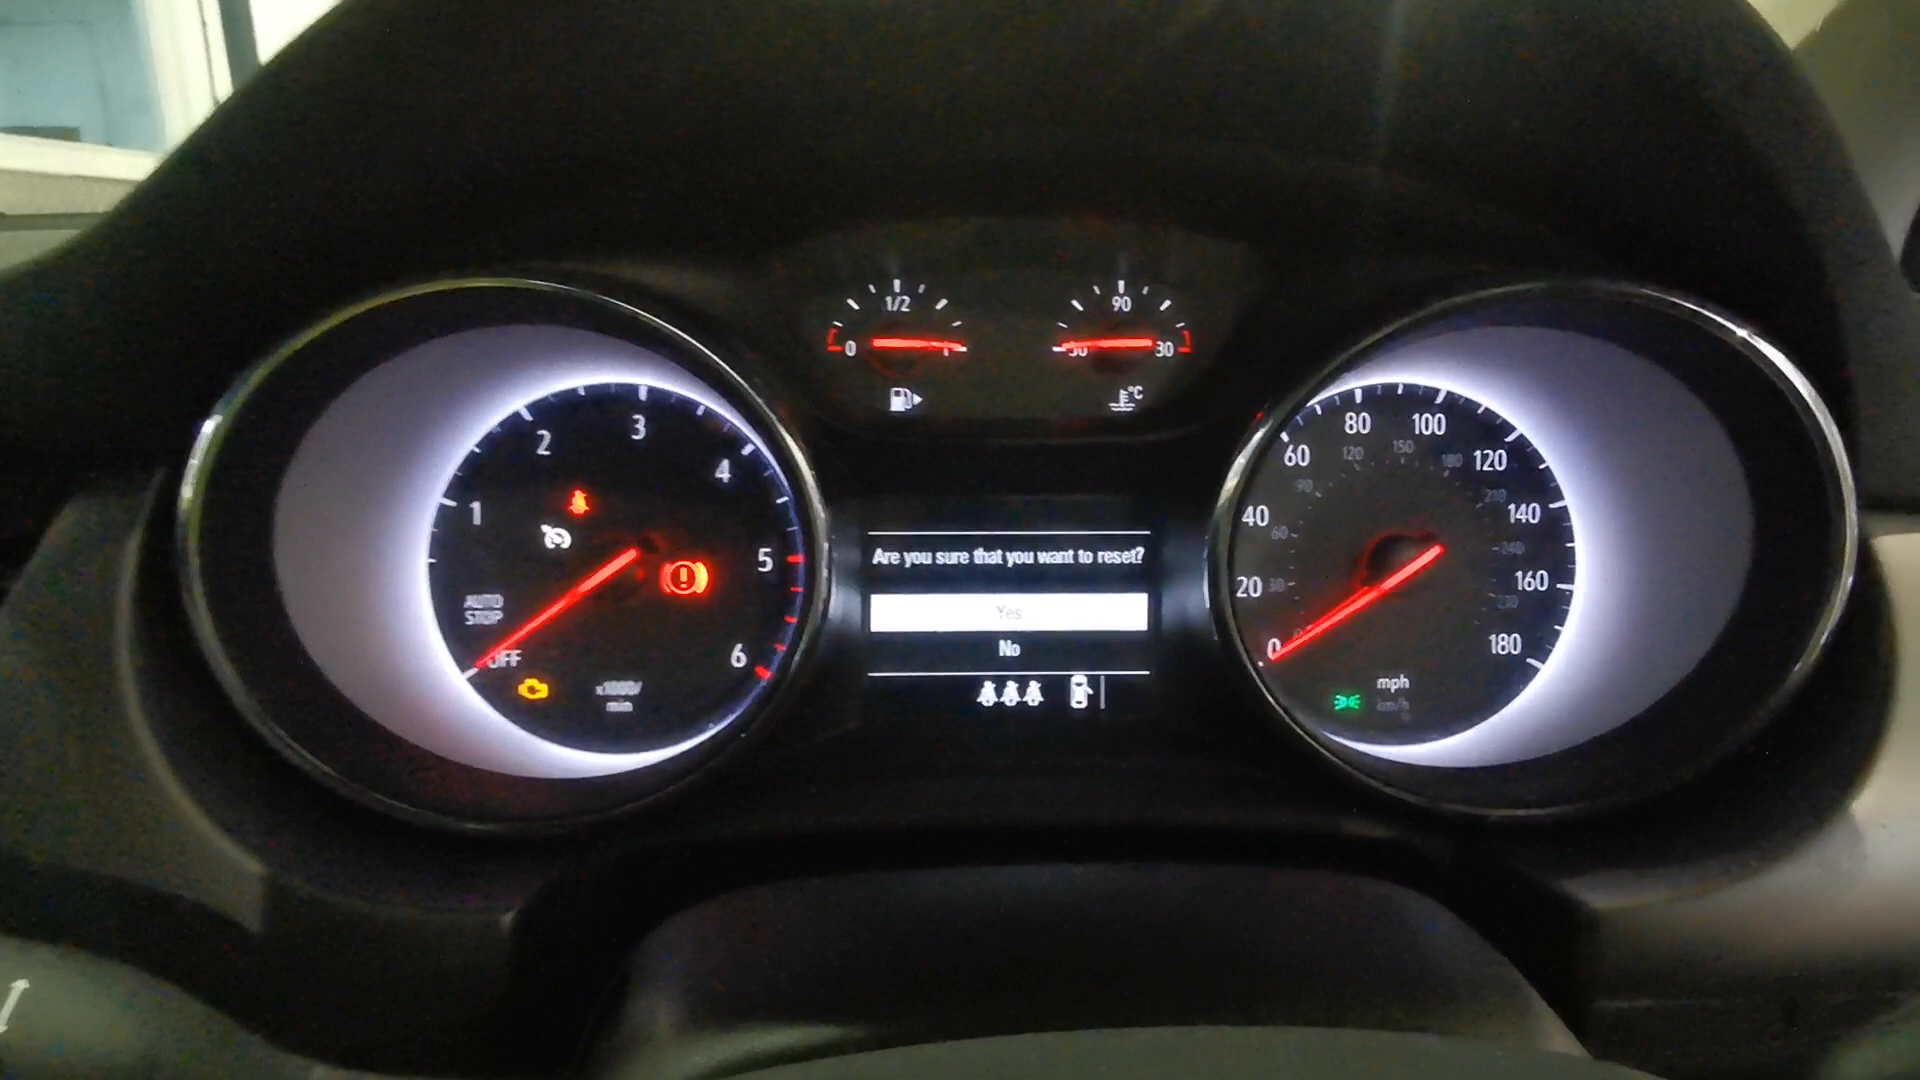 1/2
0
1
90
50
30
°C
1
2
3
4
5
6
AUTO
STOP
OFF
x1000/
min
Are you sure that you want to reset?
Yes
No
0
20
40
60
80
100
120
140
160
180
30
60
90
120
150
180
210
240
mph
km/h